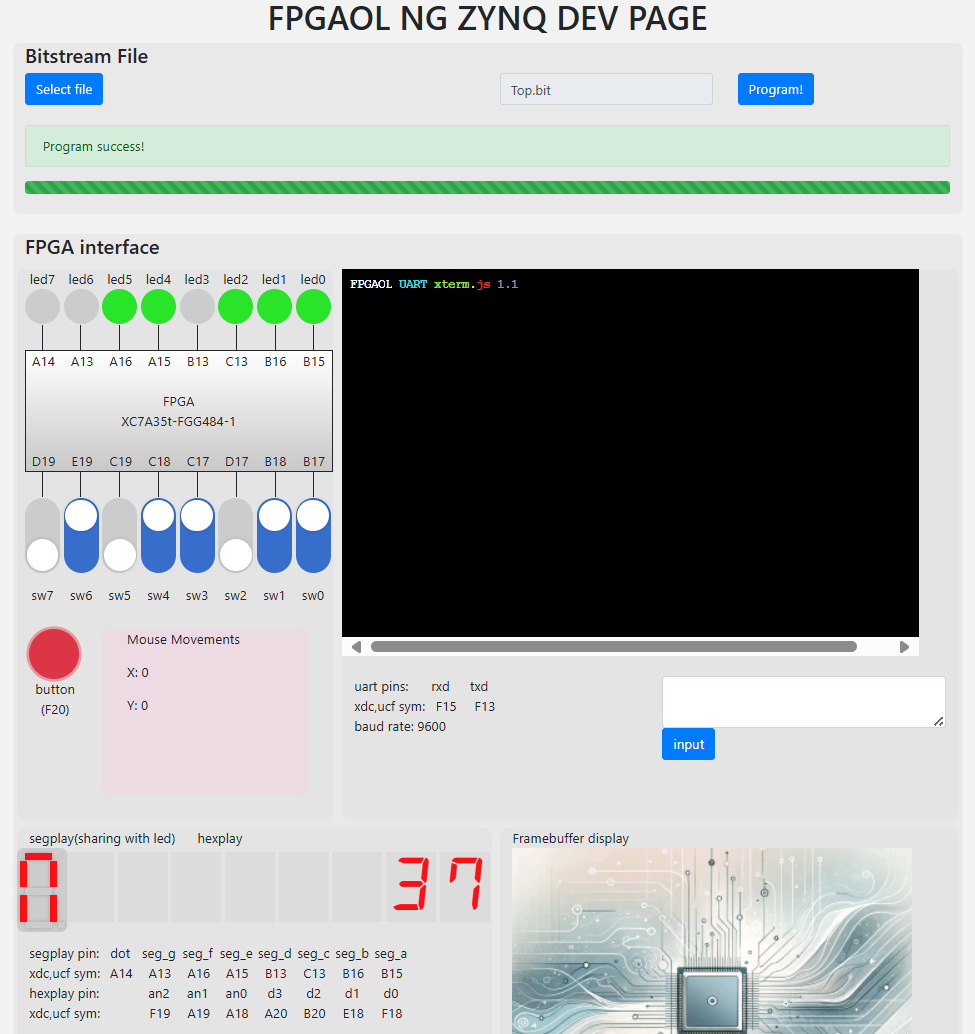 FPGAOL NG ZYNQ DEV PAGE
Bitstream File
Select file
Top.bit
Program!
Program success!
FPGA interface
led7 led6 led5 led4 led3 led2 led1 led0
FPGAOL UART xterm.js 1.1
A14 A13 A16 A15 B13 C13 B16 B15
FPGA
XC7A35t-FGG484-1
D19 E19 C19 C18 C17 D17 B18 B17
sw7 sw6 sw5 sw4 sw3 sw2 sw1 sw0
button
(F20)
Mouse Movements
X: 0
Y: 0
uart pins: rxd txd
xdc,ucf sym: F15 F13
baud rate: 9600
input
segplay(sharing with led) hexplay
37
segplay pin: dot seg_g seg_f seg_e seg_d seg_c seg_b seg_a
xdc,ucf sym: A14 A13 A16 A15 B13 C13 B16 B15
hexplay pin: an2 an1 an0 d3 d2 d1 d0
xdc,ucf sym: F19 A19 A18 A20 B20 E18 F18
Framebuffer display